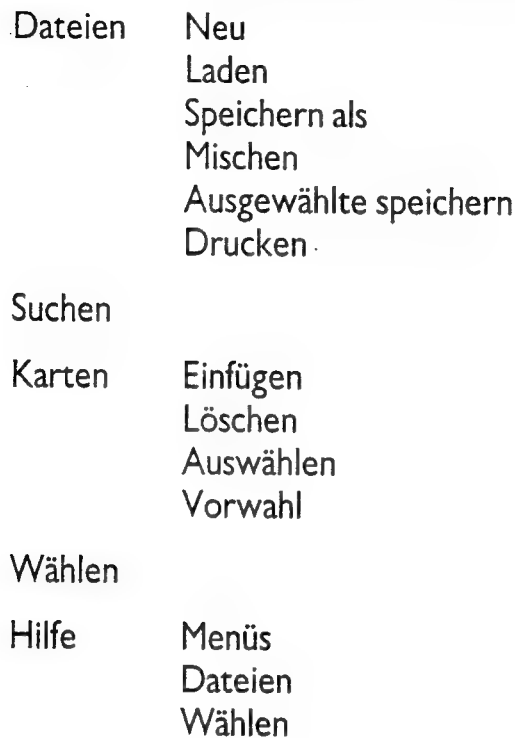 Dateien Neu
Laden
Speichern als
Mischen
Ausgewählte speichern
Drucken
Suchen
Karten Einfügen
Löschen
Auswählen
Vorwahl
Wählen
Hilfe Menüs
Dateien
Wählen